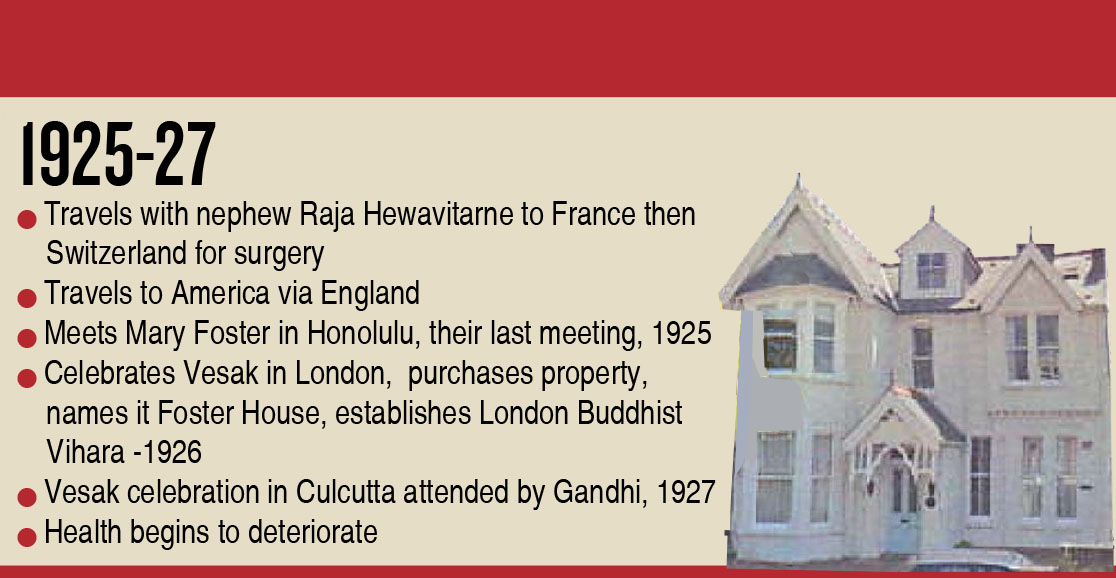 1925-27
● Travels with nephew Raja Hewavitarne to France then
Switzerland for surgery
● Travels to America via England
● Meets Mary Foster in Honolulu, their last meeting, 1925
● Celebrates Vesak in London,  purchases property,
names it Foster House, establishes London Buddhist
Vihara -1926
● Vesak celebration in Culcutta attended by Gandhi, 1927
● Health begins to deteriorate